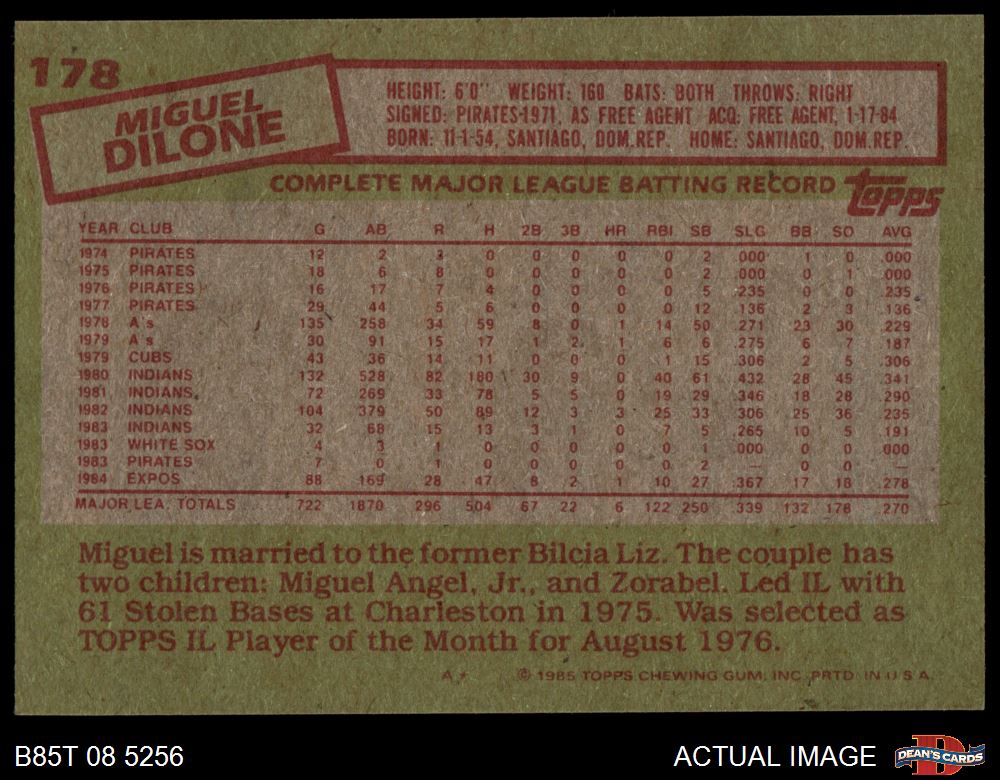 178
MIGUEL
DILONE
HEIGHT: 6'0" WEIGHT: 160 BATS: BOTH THROWS: RIGHT
SIGNED: PIRATES-1971, AS FREE AGENT ACQ: FREE AGENT, 1-17-84
BORN: 11-1-54, SANTIAGO, DOM.REP. HOME: SANTIAGO, DOM.REP.
COMPLETE MAJOR LEAGUE BATTING RECORD topps
YEAR CLUB G AB R H 2B 3B HR RBI SB SLG BB SO AVG
1974 PIRATES 12 2 3 0 0 0 0 0 2 .000 1 0 .000
1975 PIRATES 18 6 8 0 0 0 0 0 2 .000 0 1 .000
1976 PIRATES 16 17 7 4 0 0 0 0 5 .235 0 0 .235
1977 PIRATES 29 44 5 6 0 0 0 0 12 .136 2 3 .136
1978 A's 135 258 34 59 8 0 1 14 50 .271 23 30 .229
1979 A's 30 91 15 17 1 2 1 6 6 .275 6 7 .187
1979 CUBS 43 36 14 11 0 0 0 1 15 .306 2 5 .306
1980 INDIANS 132 528 82 180 30 9 0 40 61 .432 28 45 .341
1981 INDIANS 72 269 33 78 5 5 0 19 29 .346 18 28 .290
1982 INDIANS 104 379 50 89 12 3 3 25 33 .306 25 36 .235
1983 INDIANS 32 68 15 13 3 1 0 7 5 .265 10 5 .191
1983 WHITE SOX 4 3 1 0 0 0 0 0 1 .000 0 0 .000
1983 PIRATES 7 0 1 0 0 0 0 0 2 — 0 0 —
1984 EXPOS 88 169 28 47 8 2 1 10 27 .367 17 18 .278
MAJOR LEA. TOTALS 722 1870 296 504 67 22 6 122 250 .339 132 178 .270
Miguel is married to the former Bilcia Liz. The couple has
two children: Miguel Angel, Jr., and Zorabel. Led IL with
61 Stolen Bases at Charleston in 1975. Was selected as
TOPPS IL Player of the Month for August 1976.
A* © 1985 TOPPS CHEWING GUM, INC. PRTD. IN U.S.A.
B85T 08 5256 ACTUAL IMAGE DEAN'S CARDS